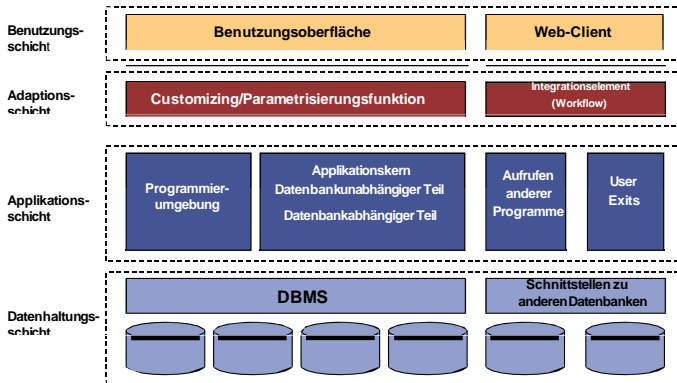 Benutzungs-
schicht
Benutzungsoberfläche
Web-Client
Adaptions-
schicht
Customizing/Parametrisierungsfunktion
Integrationselement
(Workflow)
Applikations-
schicht
Programmier-
umgebung
Applikationskern
Datenbankunabhängiger Teil
Datenbankabhängiger Teil
Aufrufen
anderer
Programme
User
Exits
Datenhaltungs-
schicht
DBMS
Schnittstellen zu
anderen Datenbanken